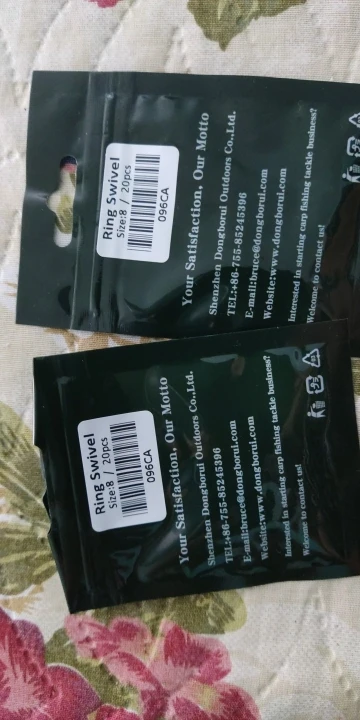 Ring Swivel
Size:8 / 20pcs
096CA
Your Satisfaction, Our Motto
Shenzhen Dongborui Outdoors Co.,Ltd.
TEL:+86-755-85245396
E-mail:bruce@dongborui.com
Website:www.dongborui.com
Interested in starting carp fishing tackle business?
Welcome to contact us!
Ring Swivel
Size:8 / 20pcs
096CA
Your Satisfaction, Our Motto
Shenzhen Dongborui Outdoors Co.,Ltd.
TEL:+86-755-85245396
E-mail:bruce@dongborui.com
Website:www.dongborui.com
Interested in starting carp fishing tackle business?
Welcome to contact us!